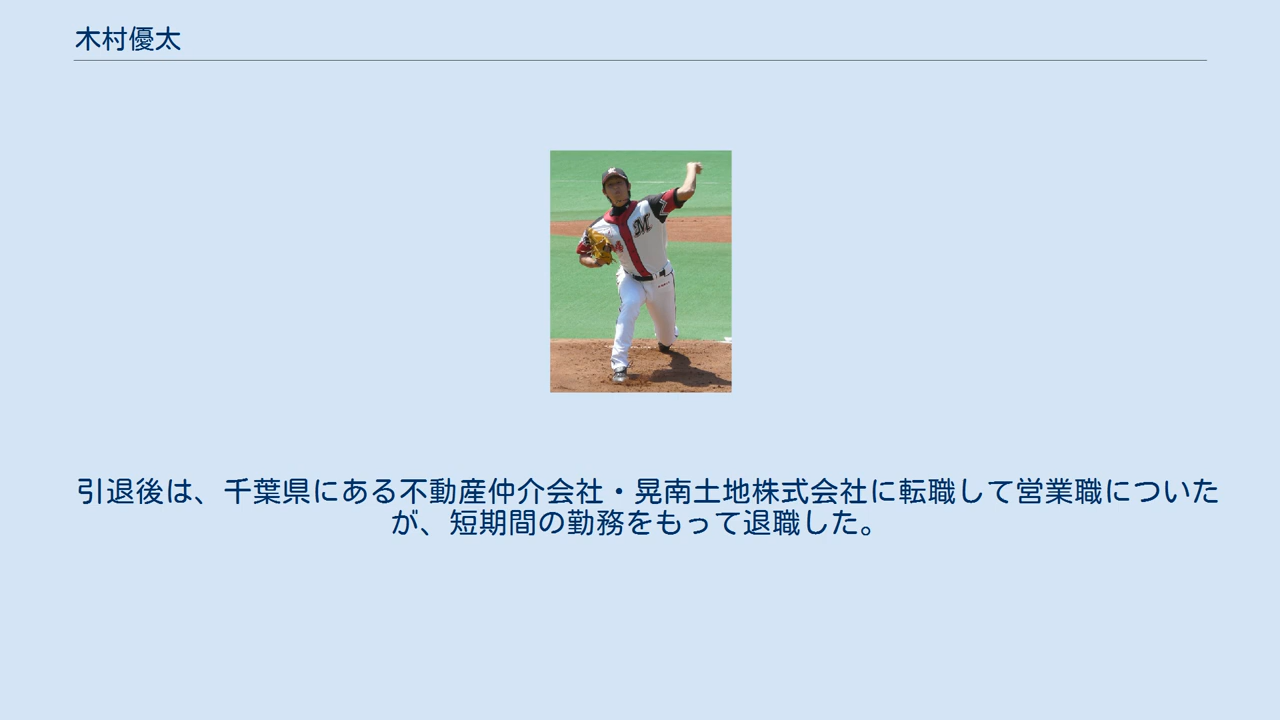 木村優太
M
引退後は、千葉県にある不動産仲介会社・晃南土地株式会社に転職して営業職についた
が、短期間の勤務をもって退職した。